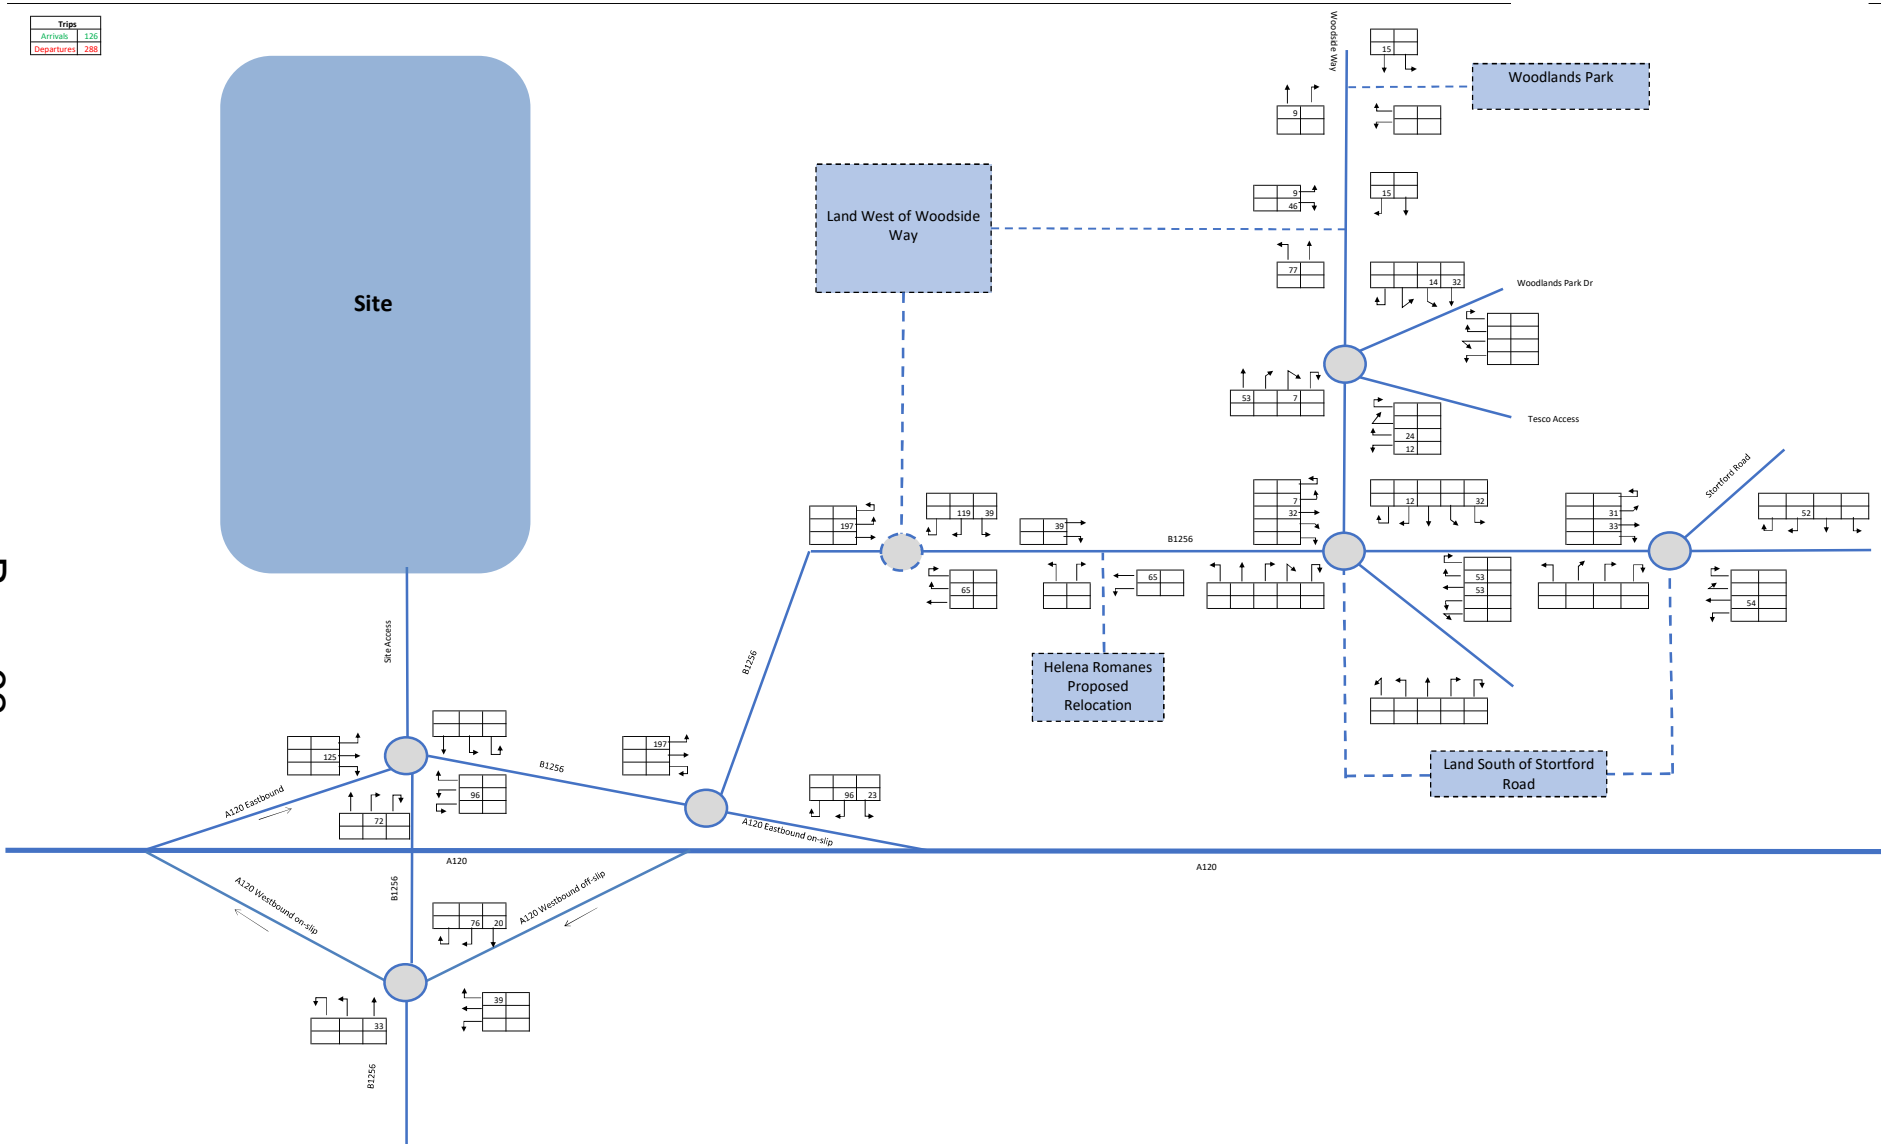 Trips
Arrivals 126
Departures 288
Woodside Way
15
Woodlands Park
9
Site
Land West of Woodside
Way
9
46
15
77
14 32
Woodlands Park Dr
53 7
Tesco Access
24
12
197
119 39
39
B1256
7
32
12 32
31
33
Stortford Road
52
65
65
53
53
54
Site Access
B1256
Helena Romanes
Proposed
Relocation
Land South of Stortford
Road
125
96
72
A120 Eastbound
B1256
197
96 23
A120 Eastbound on-slip
A120
A120
B1256
A120 Westbound on-slip
A120 Westbound off-slip
76 20
39
33
B1256